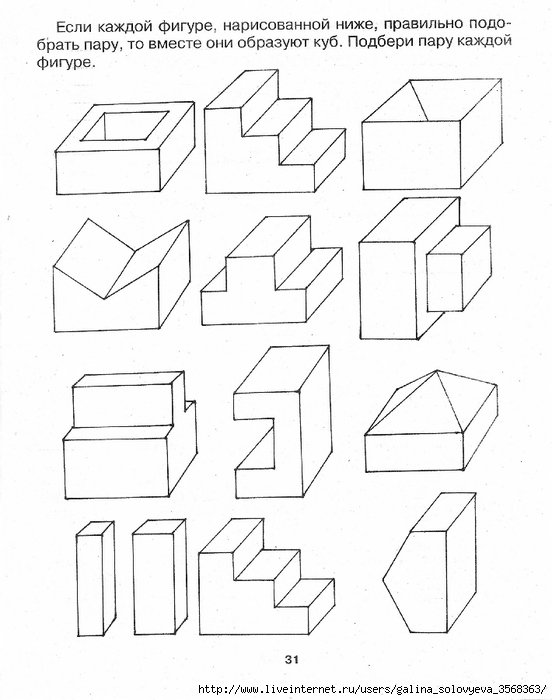 Если каждой фигуре, нарисованной ниже, правильно подо-
брать пару, то вместе они образуют куб. Подбери пару каждой
фигуре.
31
http://www.liveinternet.ru/users/galina_solovyeva_3568363/